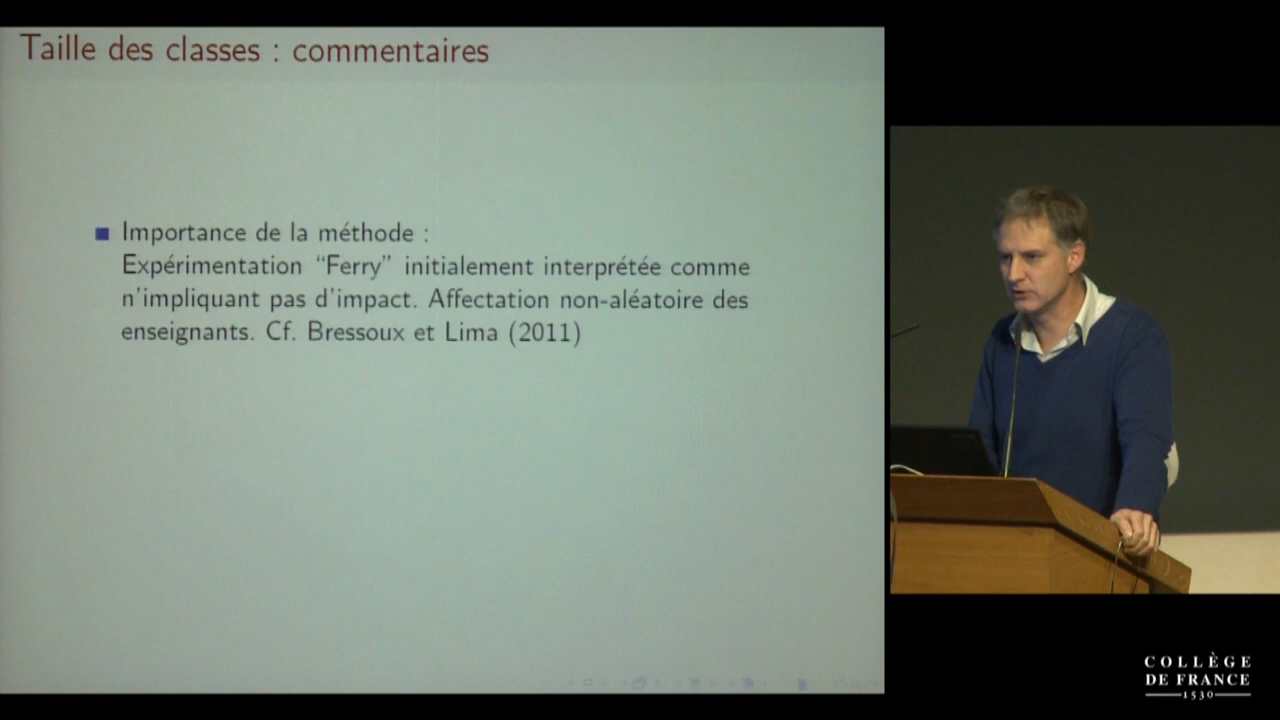 Taille des classes : commentaires
Importance de la méthode :
Expérimentation “Ferry” initialement interprétée comme
n'impliquant pas d'impact. Affectation non-aléatoire des
enseignants. Cf. Bressoux et Lima (2011)
COLLÈGE
DE FRANCE
1530